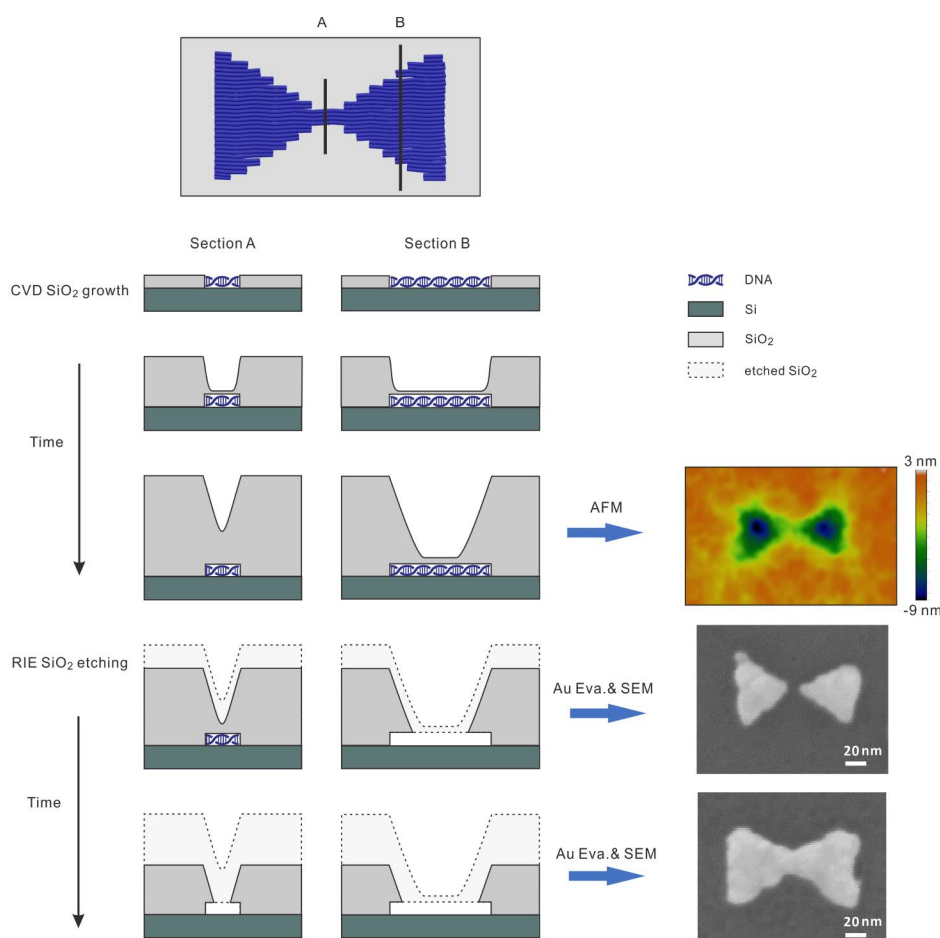 A B
Section A Section B
CVD SiO₂ growth
DNA
Si
SiO₂
etched SiO₂
Time
AFM
3 nm
-9 nm
RIE SiO₂ etching
Au Eva.& SEM
20 nm
Time
Au Eva.& SEM
20 nm